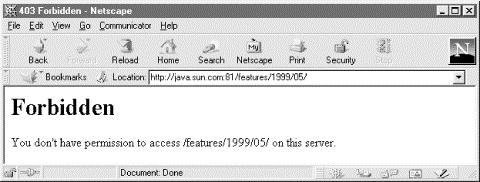 403 Forbidden - Netscape
File Edit View Go Communicator Help
Back Forward Reload Home Search Netscape Print Security Stop
My
N
Bookmarks Location: http://java.sun.com:81/features/1999/05/
Forbidden
You don't have permission to access /features/1999/05/ on this server.
Document: Done